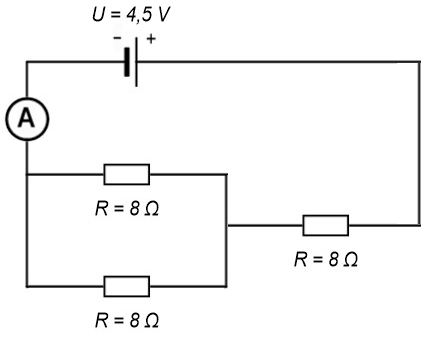 U = 4,5 V
- +
A
R = 8 Ω
R = 8 Ω
R = 8 Ω